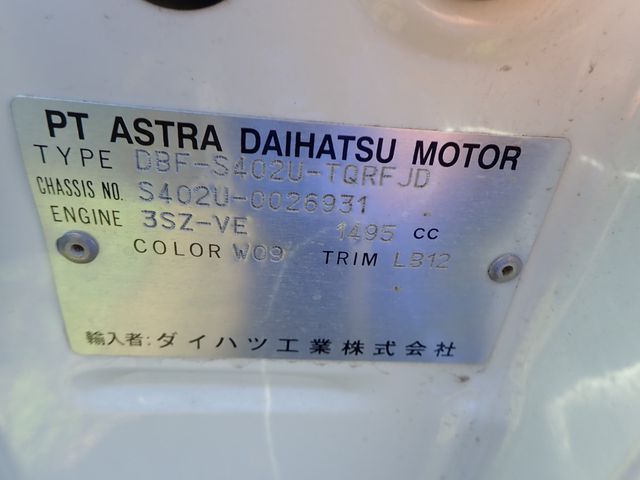 PT ASTRA DAIHATSU MOTOR
TYPE DBF-S402U-TQRFJD
CHASSIS NO. S402U-0026931
ENGINE 3SZ-VE 1495 CC
COLOR W09 TRIM LB12
輸入者:ダイハツ工業株式会社